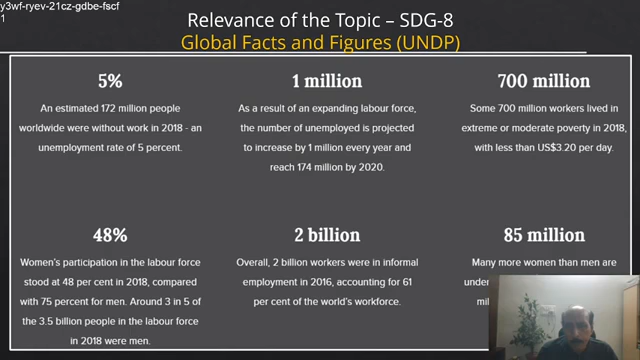 y3wf-ryev-21cz-gdbe-fscf
1
Relevance of the Topic – SDG-8
Global Facts and Figures (UNDP)
5%
An estimated 172 million people
worldwide were without work in 2018 - an
unemployment rate of 5 percent.
1 million
As a result of an expanding labour force,
the number of unemployed is projected
to increase by 1 million every year and
reach 174 million by 2020.
700 million
Some 700 million workers lived in
extreme or moderate poverty in 2018,
with less than US$3.20 per day.
48%
Women's participation in the labour force
stood at 48 per cent in 2018, compared
with 75 percent for men. Around 3 in 5 of
the 3.5 billion people in the labour force
in 2018 were men.
2 billion
Overall, 2 billion workers were in informal
employment in 2016, accounting for 61
per cent of the world's workforce.
85 million
Many more women than men are